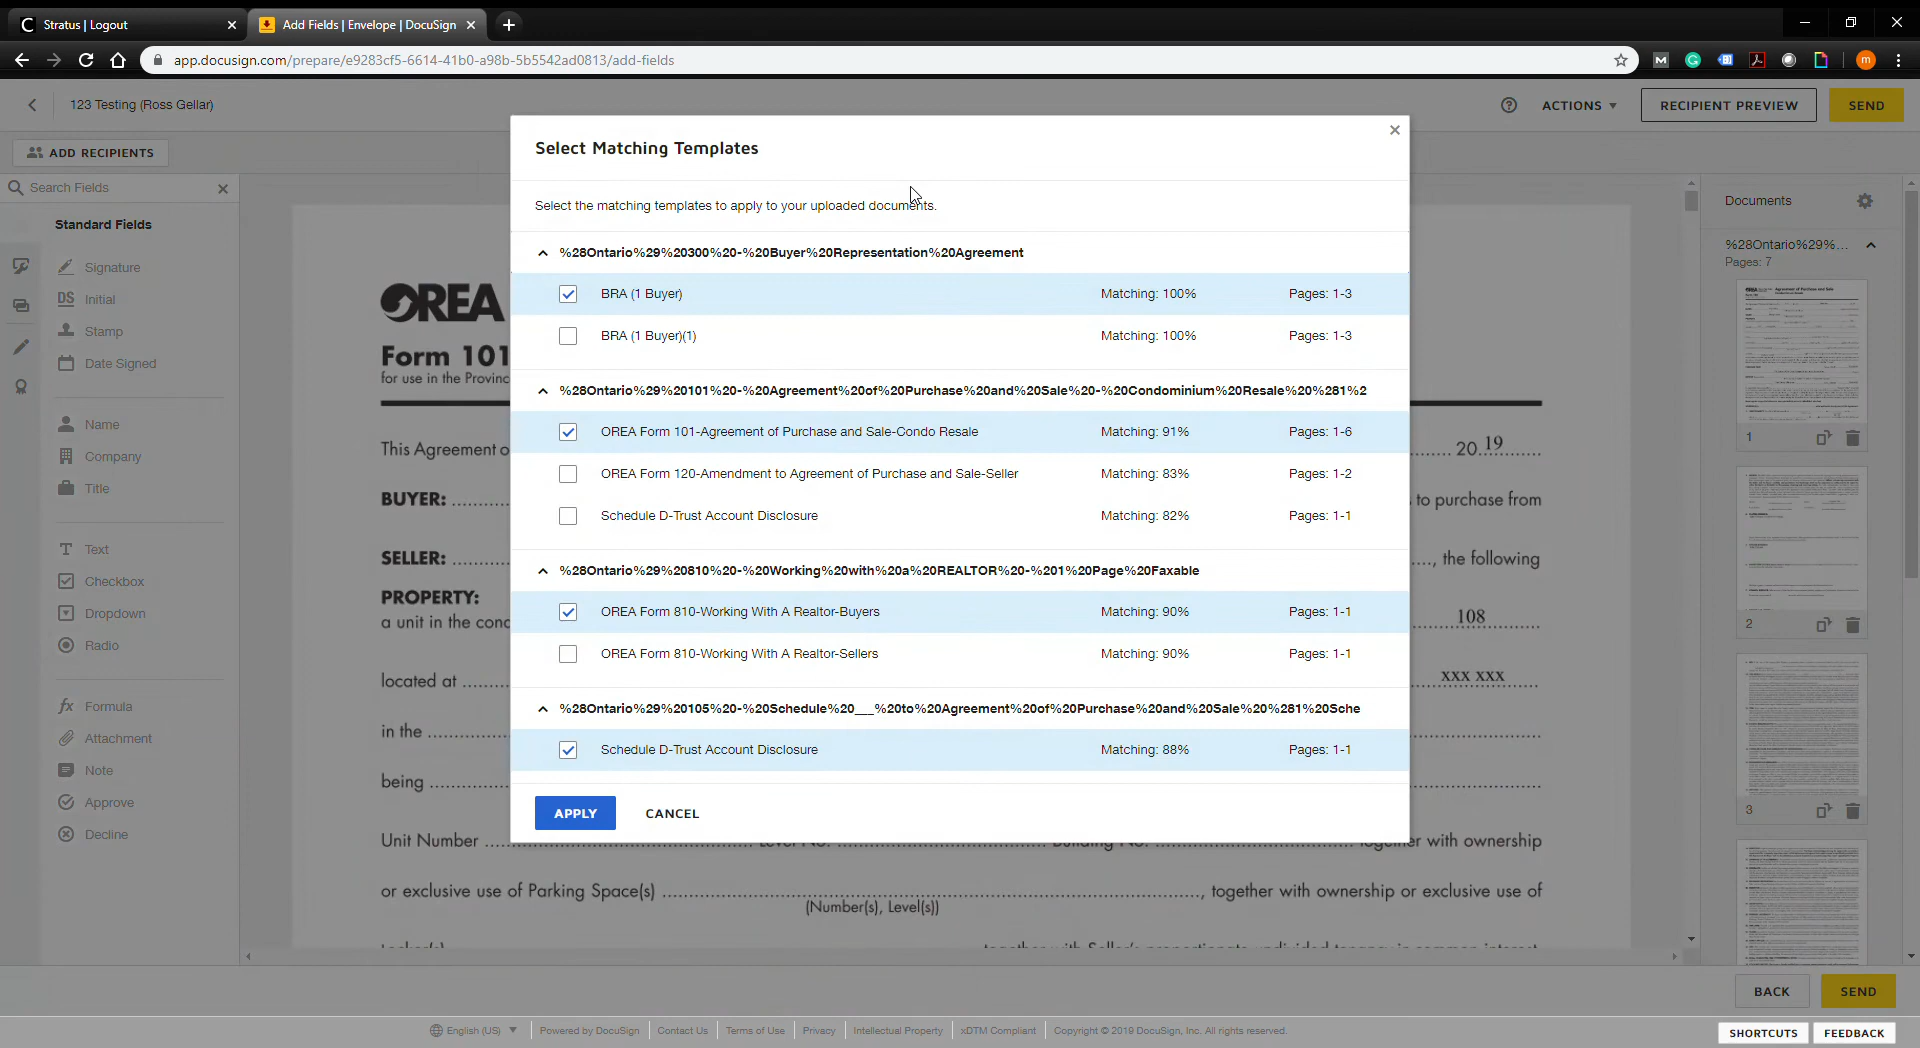 Stratus | Logout
Add Fields | Envelope | DocuSign
app.docusign.com/prepare/e9283cf5-6614-41b0-a98b-5b5542ad0813/add-fields
123 Testing (Ross Gellar)
ACTIONS
RECIPIENT PREVIEW
SEND
ADD RECIPIENTS
Search Fields
Standard Fields
Signature
DS Initial
Stamp
Date Signed
Name
Company
Title
Text
Checkbox
Dropdown
Radio
Formula
Attachment
Note
Approve
Decline
OREA
Form 101
for use in the Provinc
This Agreement o
20. 19
BUYER:
to purchase from
SELLER:
, the following
PROPERTY:
a unit in the cond
108
located at
xxx xxx
in the
being
Unit Number
together with ownership
or exclusive use of Parking Space(s) , together with ownership or exclusive use of
(Number(s), Level(s))
Select Matching Templates
Select the matching templates to apply to your uploaded documents.
%28Ontario%29%20300%20-%20Buyer%20Representation%20Agreement
BRA (1 Buyer) Matching: 100% Pages: 1-3
BRA (1 Buyer)(1) Matching: 100% Pages: 1-3
%28Ontario%29%20101%20-%20Agreement%20of%20Purchase%20and%20Sale%20-%20Condominium%20Resale%20%281%2
OREA Form 101-Agreement of Purchase and Sale-Condo Resale Matching: 91% Pages: 1-6
OREA Form 120-Amendment to Agreement of Purchase and Sale-Seller Matching: 83% Pages: 1-2
Schedule D-Trust Account Disclosure Matching: 82% Pages: 1-1
%28Ontario%29%20810%20-%20Working%20with%20a%20REALTOR%20-%201%20Page%20Faxable
OREA Form 810-Working With A Realtor-Buyers Matching: 90% Pages: 1-1
OREA Form 810-Working With A Realtor-Sellers Matching: 90% Pages: 1-1
%28Ontario%29%20105%20-%20Schedule%20___%20to%20Agreement%20of%20Purchase%20and%20Sale%20%281%20Sche
Schedule D-Trust Account Disclosure Matching: 88% Pages: 1-1
APPLY
CANCEL
Documents
%28Ontario%29%...
Pages: 7
1
2
3
BACK
SEND
English (US)
Powered by DocuSign
Contact Us
Terms of Use
Privacy
Intellectual Property
xDTM Compliant
Copyright © 2019 DocuSign, Inc. All rights reserved.
SHORTCUTS
FEEDBACK